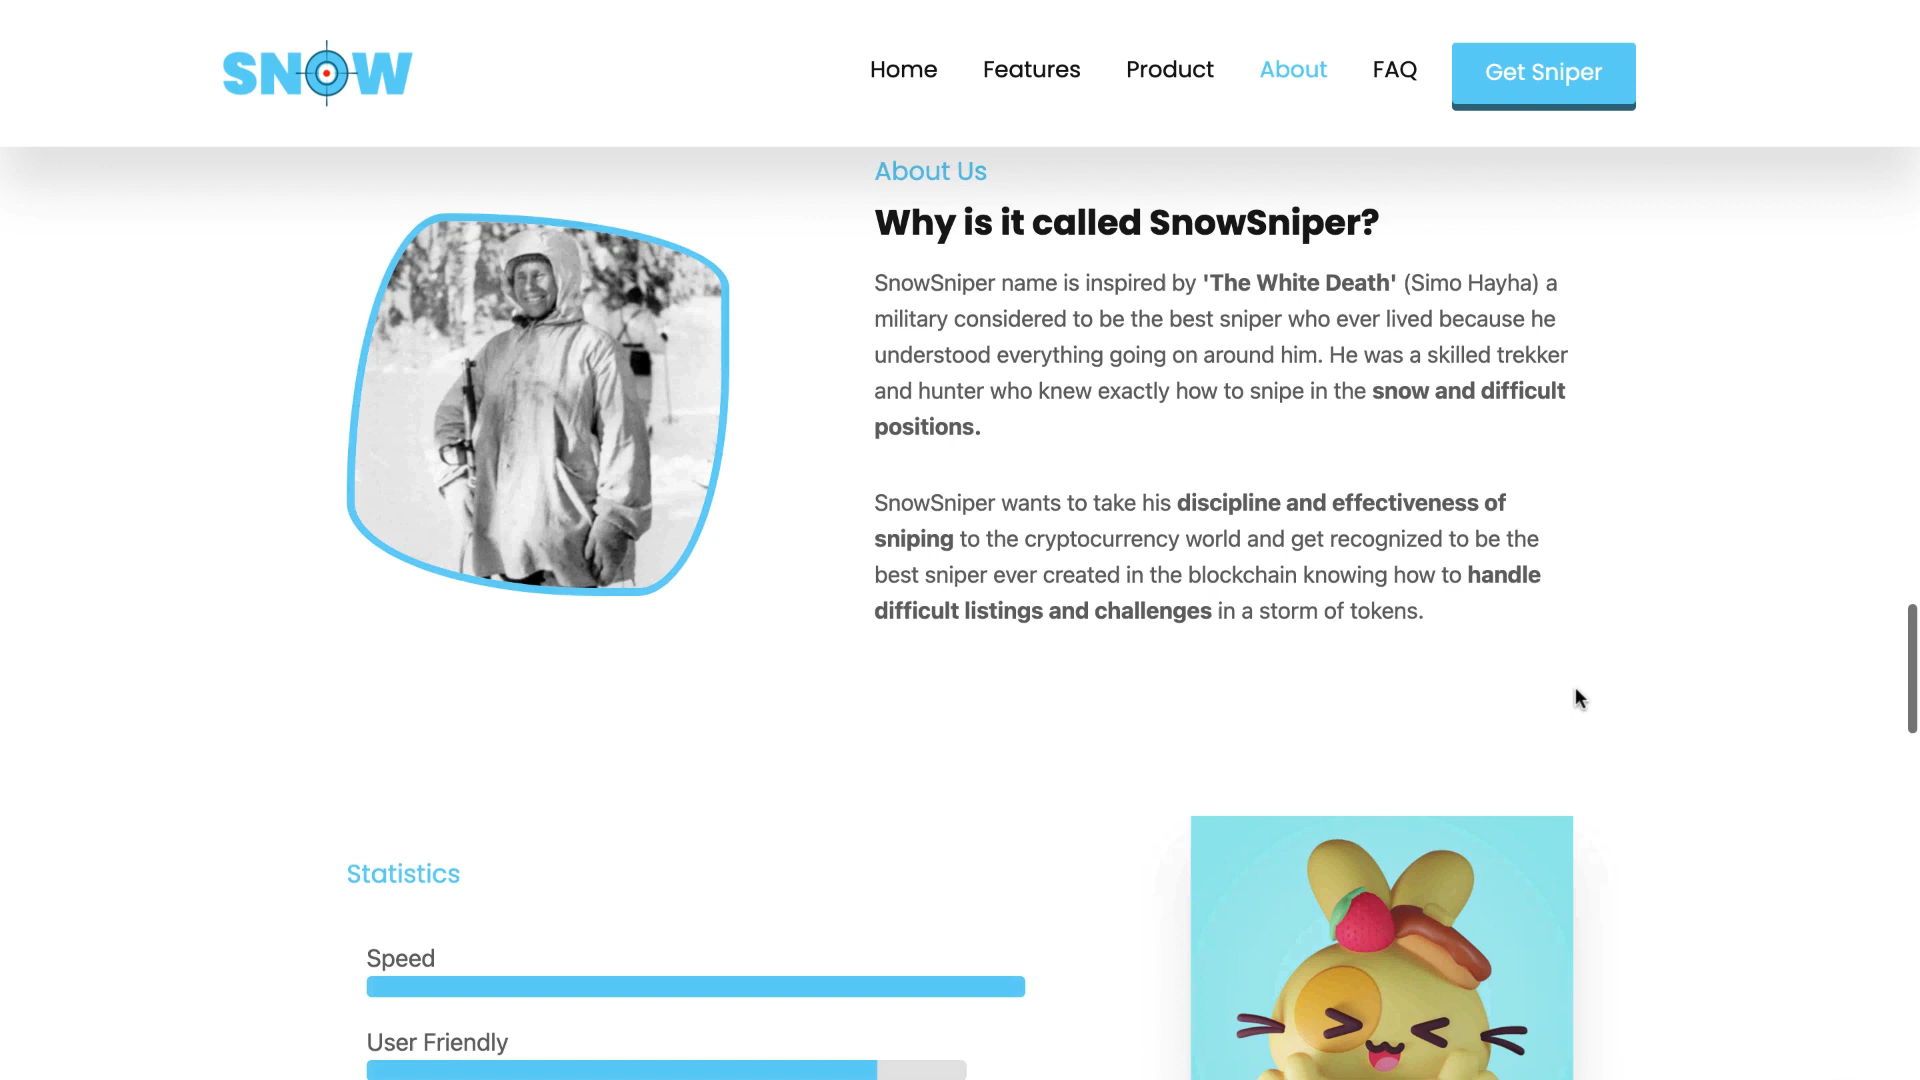 SNOW
Home Features Product About FAQ Get Sniper
About Us
Why is it called SnowSniper?
SnowSniper name is inspired by 'The White Death' (Simo Hayha) a
military considered to be the best sniper who ever lived because he
understood everything going on around him. He was a skilled trekker
and hunter who knew exactly how to snipe in the snow and difficult
positions.
SnowSniper wants to take his discipline and effectiveness of
sniping to the cryptocurrency world and get recognized to be the
best sniper ever created in the blockchain knowing how to handle
difficult listings and challenges in a storm of tokens.
Statistics
Speed
User Friendly